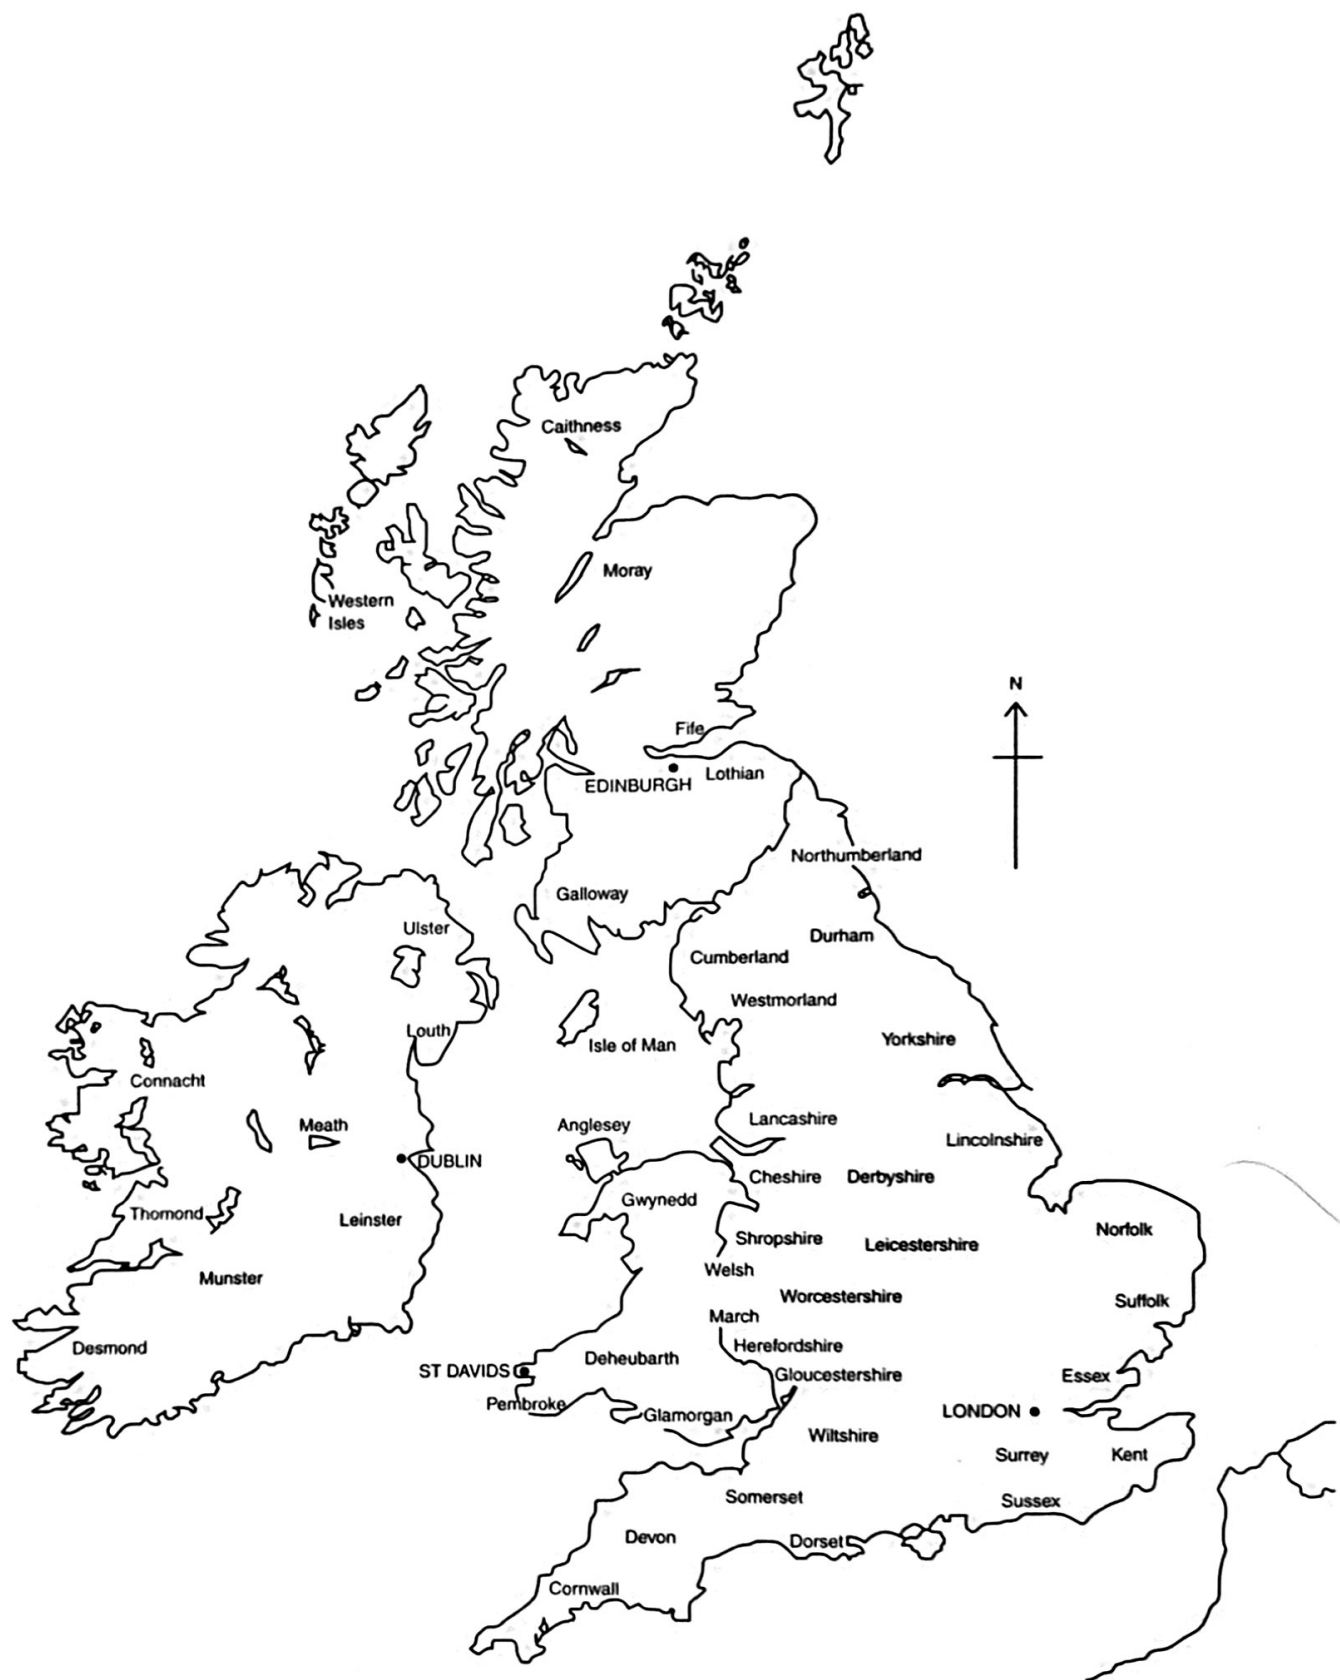 Caithness
Moray
Western
Isles
N
Fife
EDINBURGH
Lothian
Northumberland
Galloway
Ulster
Durham
Cumberland
Westmorland
Louth
Isle of Man
Yorkshire
Connacht
Meath
Anglesey
Lancashire
Lincolnshire
DUBLIN
Cheshire
Derbyshire
Gwynedd
Thomond
Leinster
Norfolk
Shropshire
Leicestershire
Welsh
Munster
Worcestershire
Suffolk
March
Desmond
Herefordshire
Deheubarth
ST DAVIDS
Gloucestershire
Essex
Pembroke
Glamorgan
LONDON
Wiltshire
Surrey
Kent
Somerset
Sussex
Devon
Dorset
Cornwall